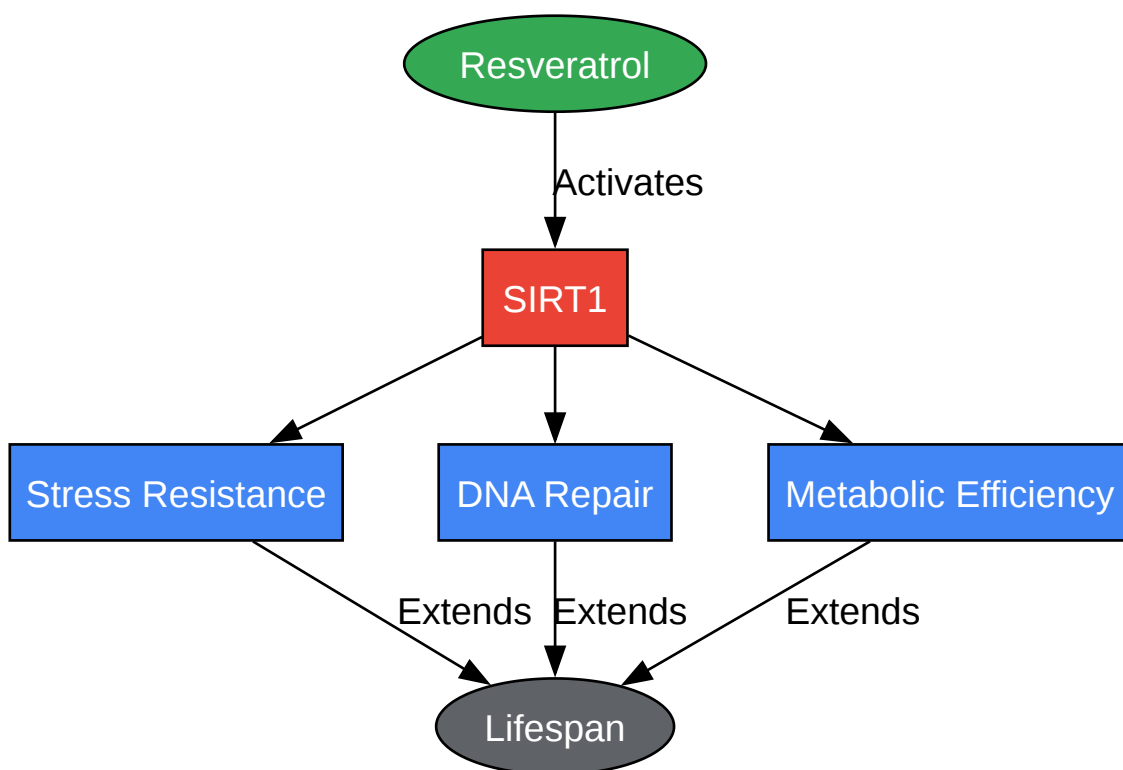 Resveratrol
Activates
SIRT1
Stress Resistance
DNA Repair
Metabolic Efficiency
Extends
Extends
Extends
Lifespan